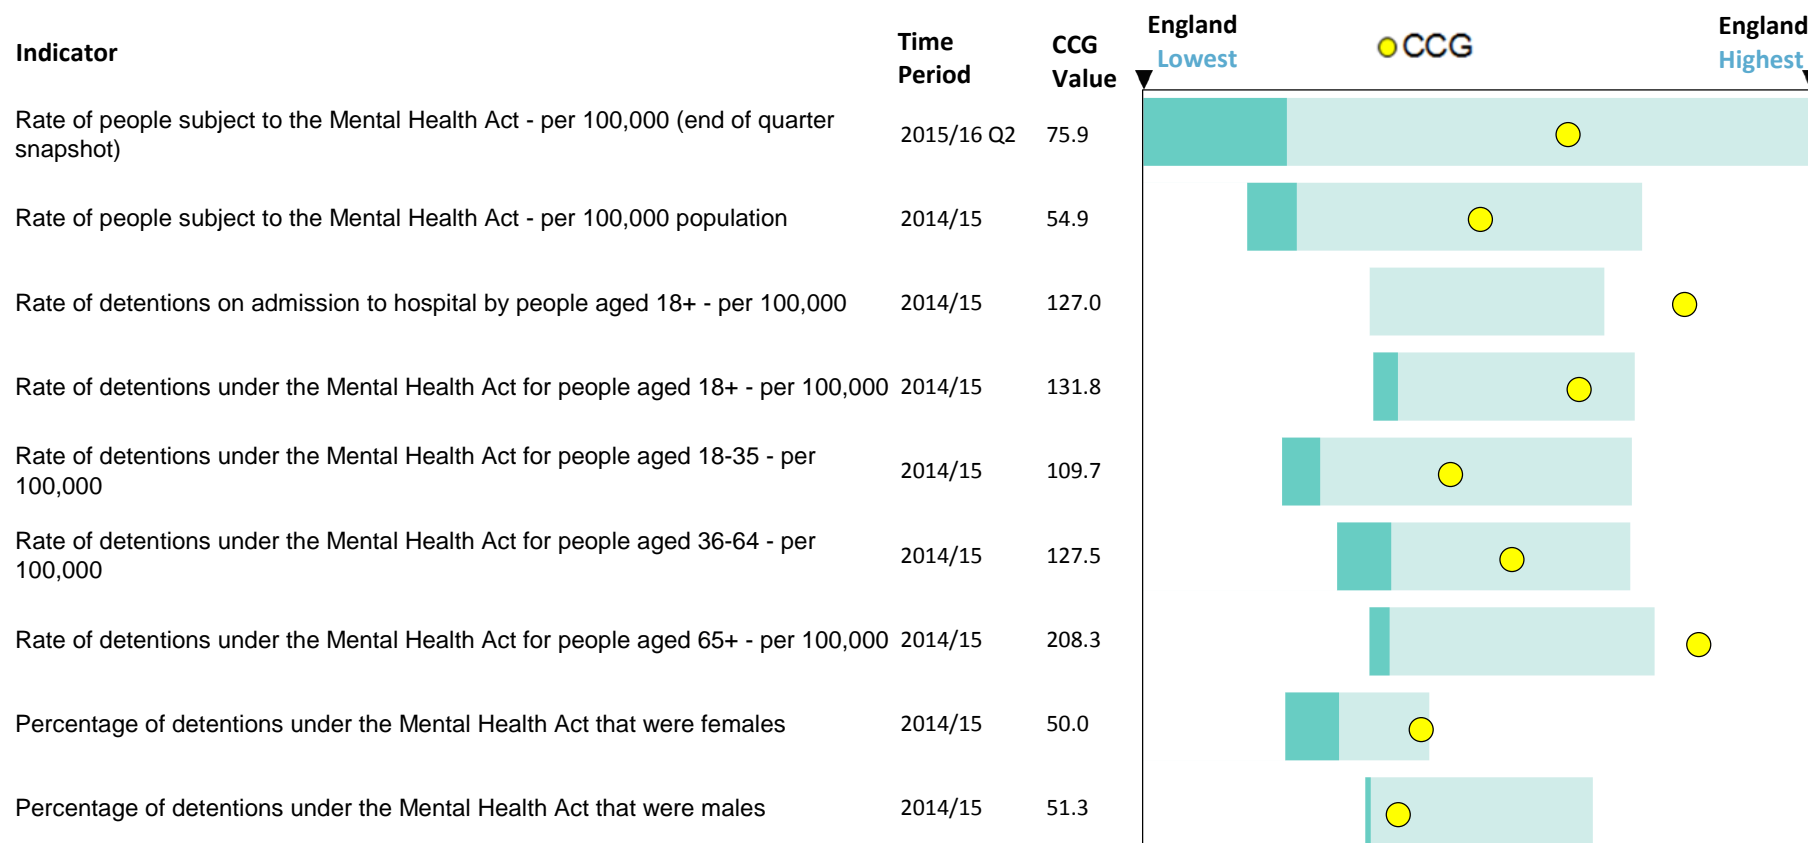 Indicator
Time
Period
CCG
Value
England
Lowest
CCG
England
Highest
Rate of people subject to the Mental Health Act - per 100,000 (end of quarter
snapshot)
2015/16 Q2
75.9
Rate of people subject to the Mental Health Act - per 100,000 population
2014/15
54.9
Rate of detentions on admission to hospital by people aged 18+ - per 100,000
2014/15
127.0
Rate of detentions under the Mental Health Act for people aged 18+ - per 100,000
2014/15
131.8
Rate of detentions under the Mental Health Act for people aged 18-35 - per
100,000
2014/15
109.7
Rate of detentions under the Mental Health Act for people aged 36-64 - per
100,000
2014/15
127.5
Rate of detentions under the Mental Health Act for people aged 65+ - per 100,000
2014/15
208.3
Percentage of detentions under the Mental Health Act that were females
2014/15
50.0
Percentage of detentions under the Mental Health Act that were males
2014/15
51.3